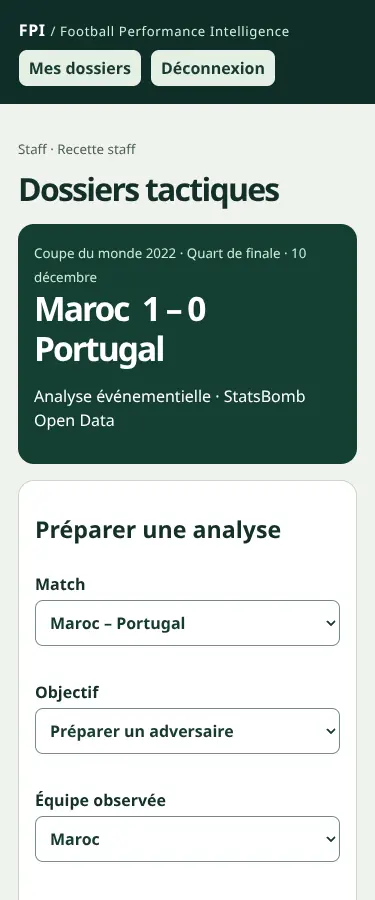 FPI / Football Performance Intelligence
Mes dossiers Déconnexion
Staff · Recette staff
Dossiers tactiques
Coupe du monde 2022 · Quart de finale · 10
décembre
Maroc 1 – 0
Portugal
Analyse événementielle · StatsBomb
Open Data
Préparer une analyse
Match
Maroc – Portugal
Objectif
Préparer un adversaire
Équipe observée
Maroc